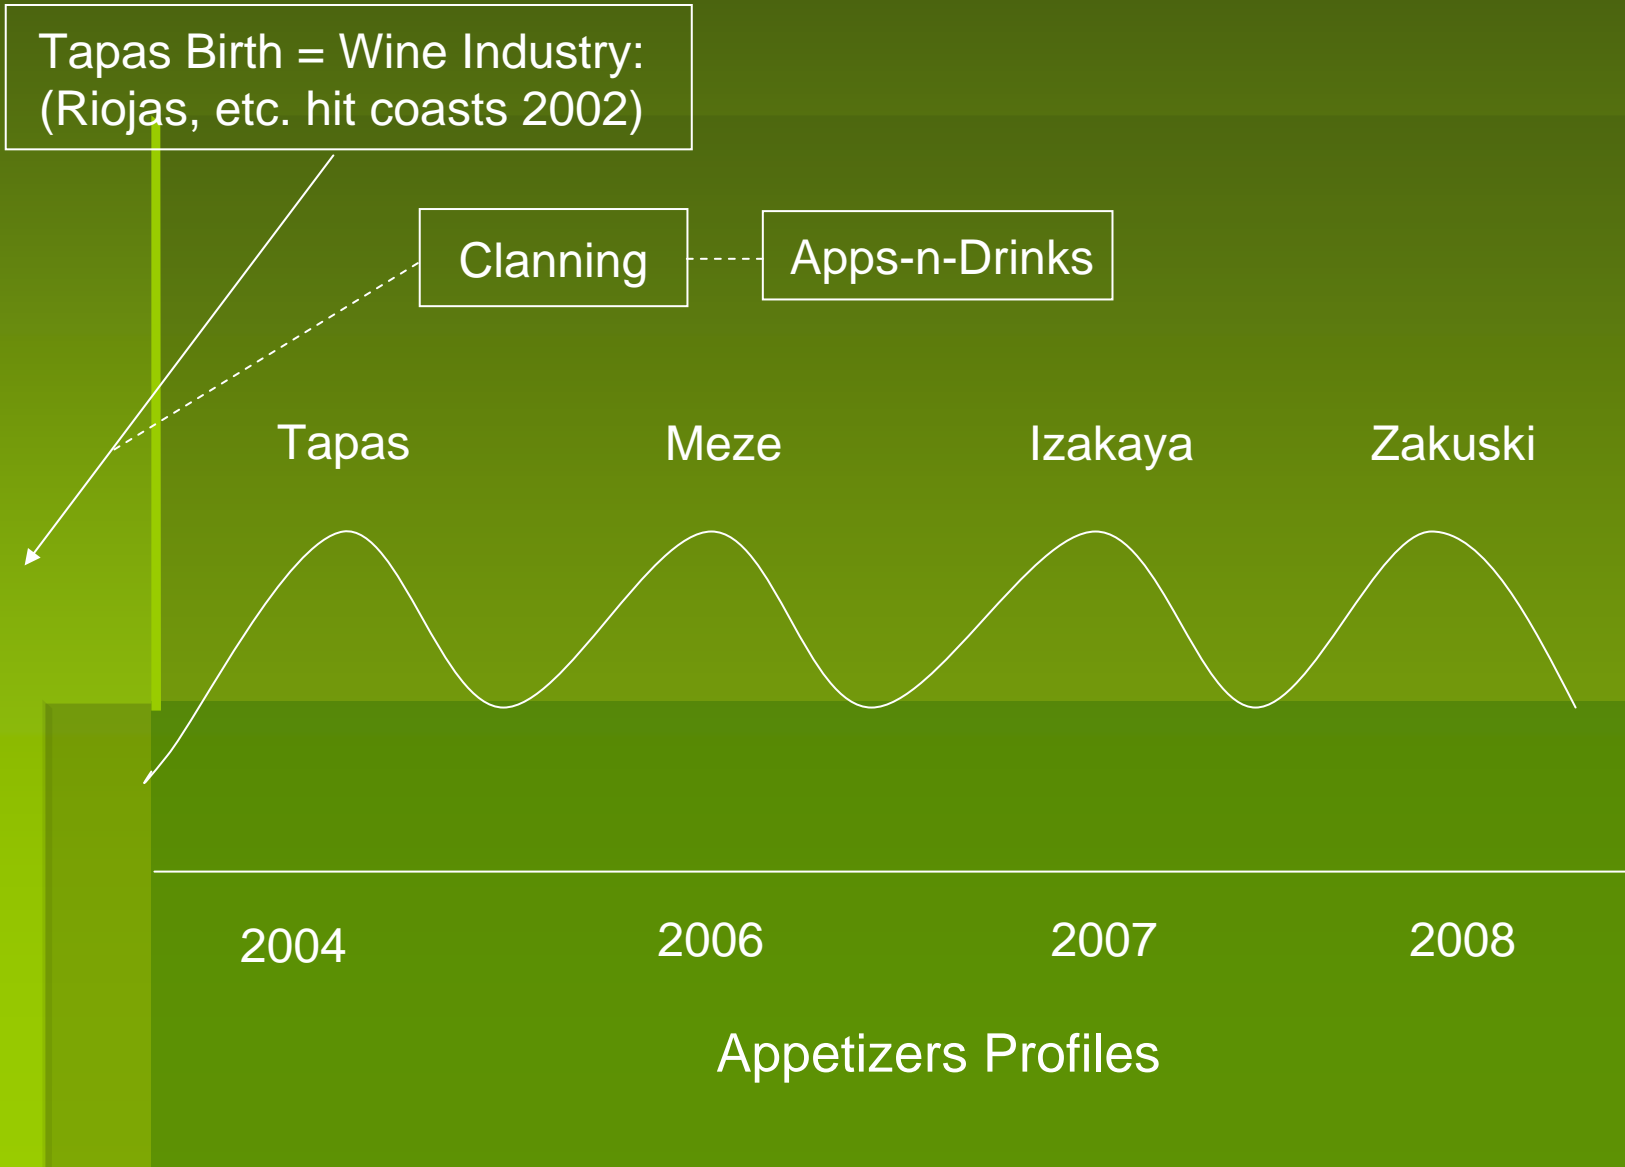 Tapas Birth = Wine Industry:
(Riojas, etc. hit coasts 2002)
Clanning
Apps-n-Drinks
Tapas
Meze
Izakaya
Zakuski
2004
2006
2007
2008
Appetizers Profiles